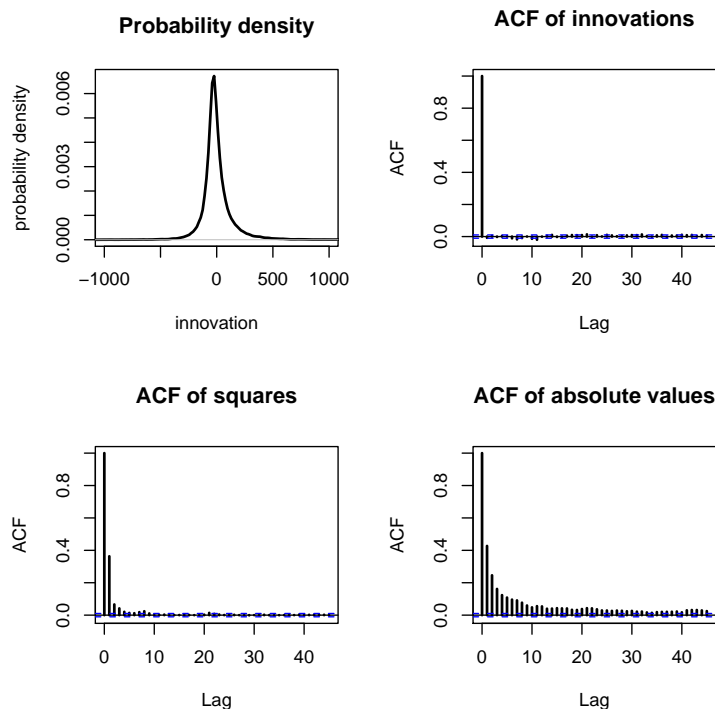 Probability density
probability density
0.000
0.003
0.006
−1000
0
500
1000
innovation
ACF of innovations
ACF
0.0
0.4
0.8
0
10
20
30
40
Lag
ACF of squares
ACF
0.0
0.4
0.8
0
10
20
30
40
Lag
ACF of absolute values
ACF
0.0
0.4
0.8
0
10
20
30
40
Lag